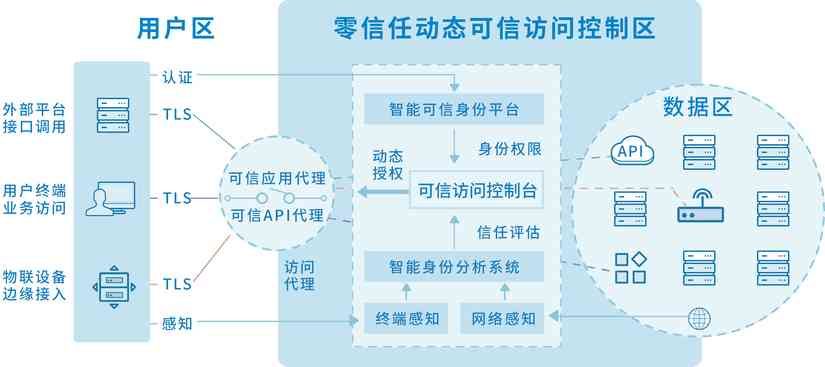 用户区
零信任动态可信访问控制区
认证
外部平台
接口调用
TLS
智能可信身份平台
数据区
身份权限
API
动态
授权
可信应用代理
用户终端
业务访问
TLS
可信访问控制台
可信API代理
信任评估
访问
代理
智能身份分析系统
物联设备
边缘接入
TLS
感知
终端感知
网络感知